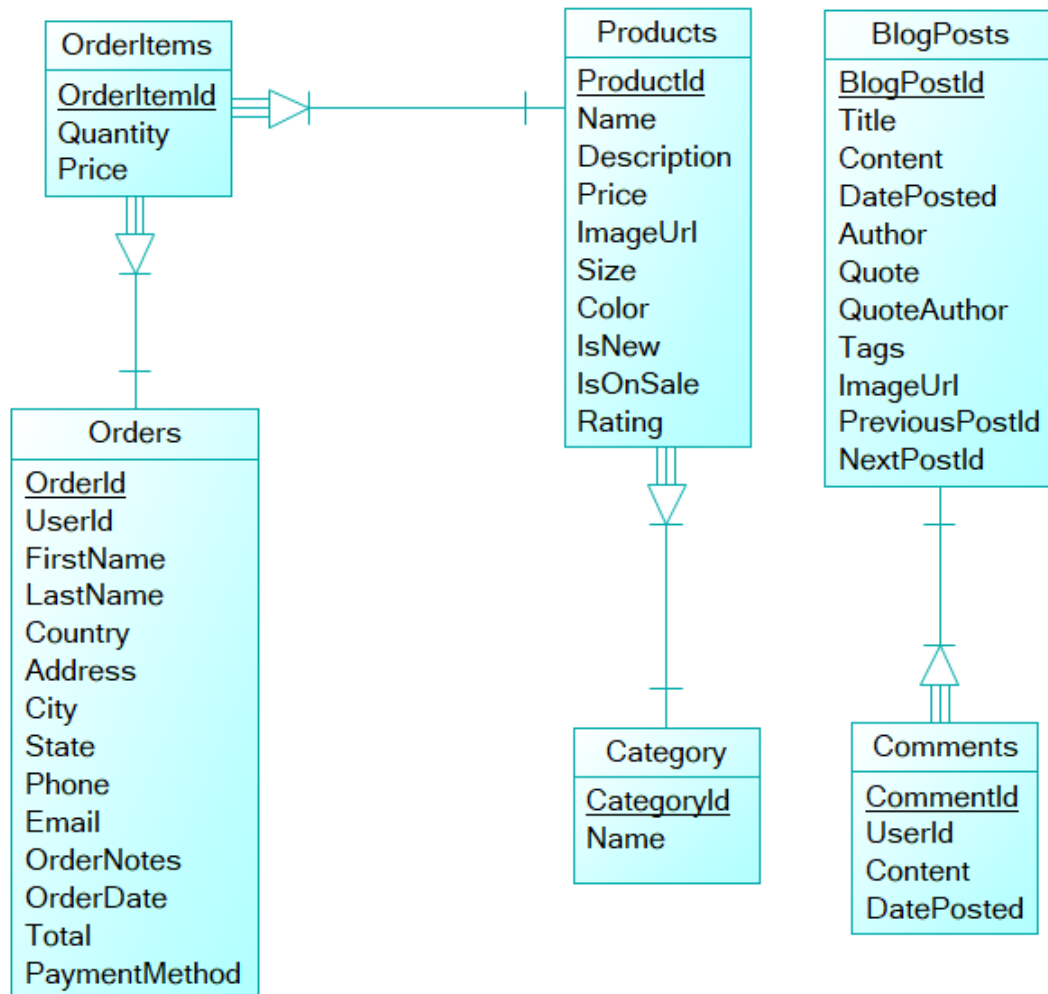 OrderItems
OrderItemId
Quantity
Price
Products
ProductId
Name
Description
Price
ImageUrl
Size
Color
IsNew
IsOnSale
Rating
BlogPosts
BlogPostId
Title
Content
DatePosted
Author
Quote
QuoteAuthor
Tags
ImageUrl
PreviousPostId
NextPostId
Orders
OrderId
UserId
FirstName
LastName
Country
Address
City
State
Phone
Email
OrderNotes
OrderDate
Total
PaymentMethod
Category
CategoryId
Name
Comments
CommentId
UserId
Content
DatePosted